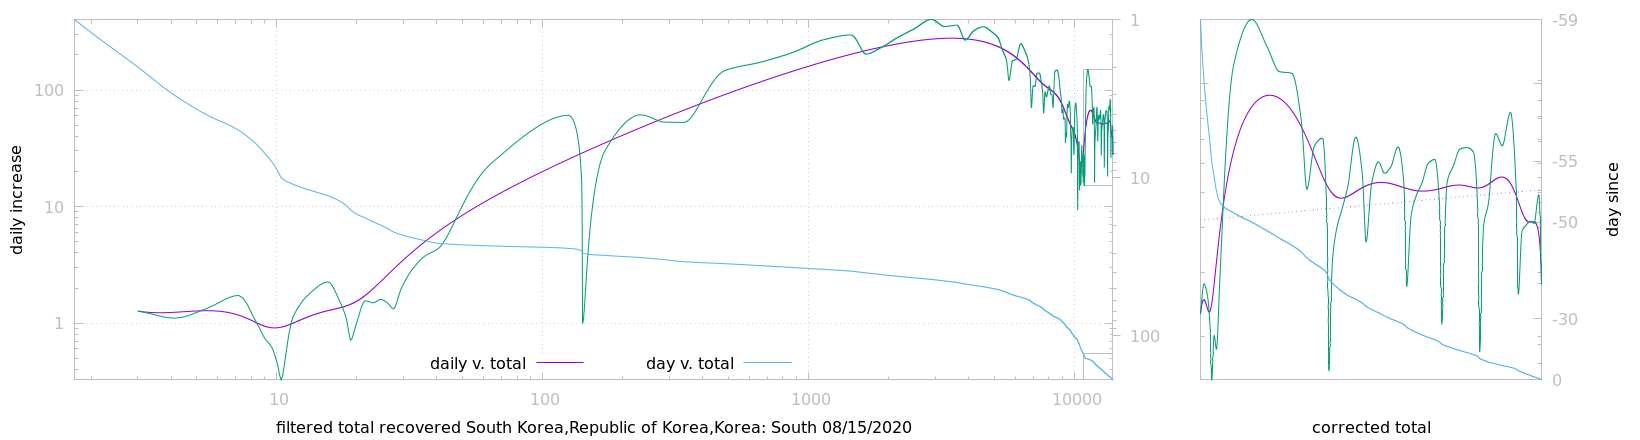 daily increase
100
10
1
10
100
1000
10000
1
10
100
daily v. total
day v. total
filtered total recovered South Korea,Republic of Korea,Korea: South 08/15/2020
-59
-55
-50
-30
0
day since
corrected total